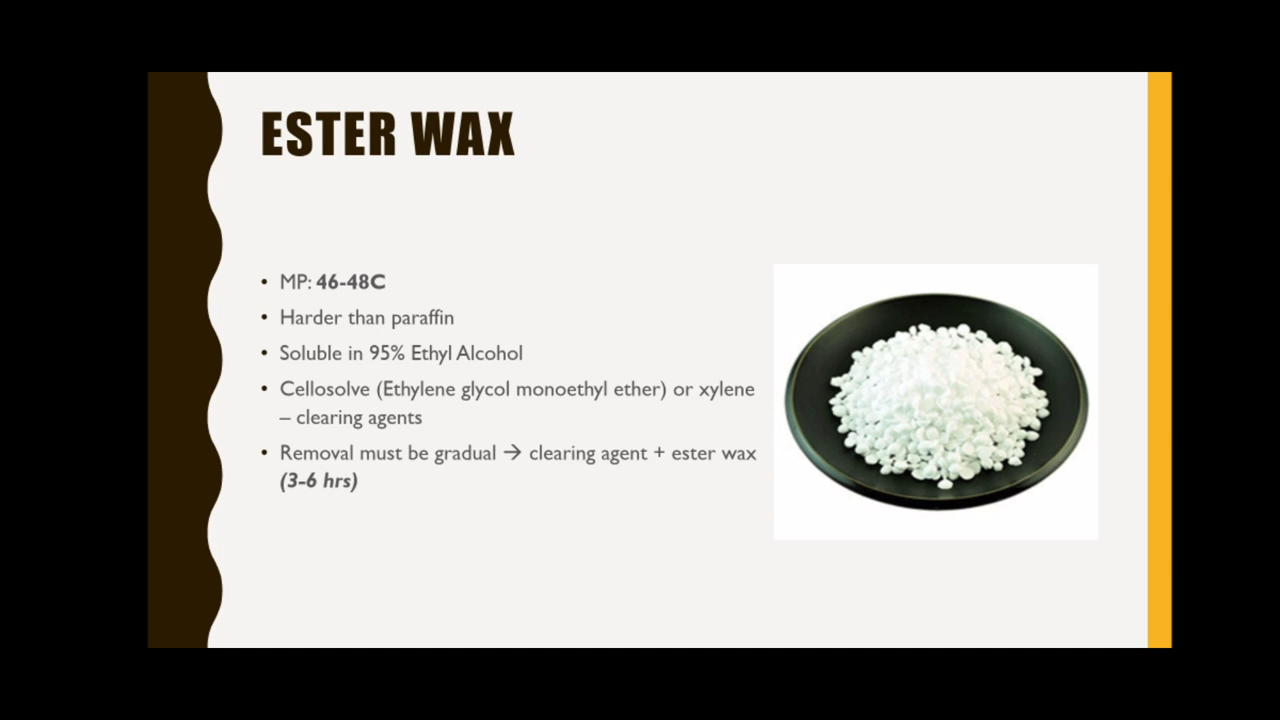 ESTER WAX
• MP: 46-48C
• Harder than paraffin
• Soluble in 95% Ethyl Alcohol
• Cellosolve (Ethylene glycol monoethyl ether) or xylene
– clearing agents
• Removal must be gradual → clearing agent + ester wax
(3-6 hrs)